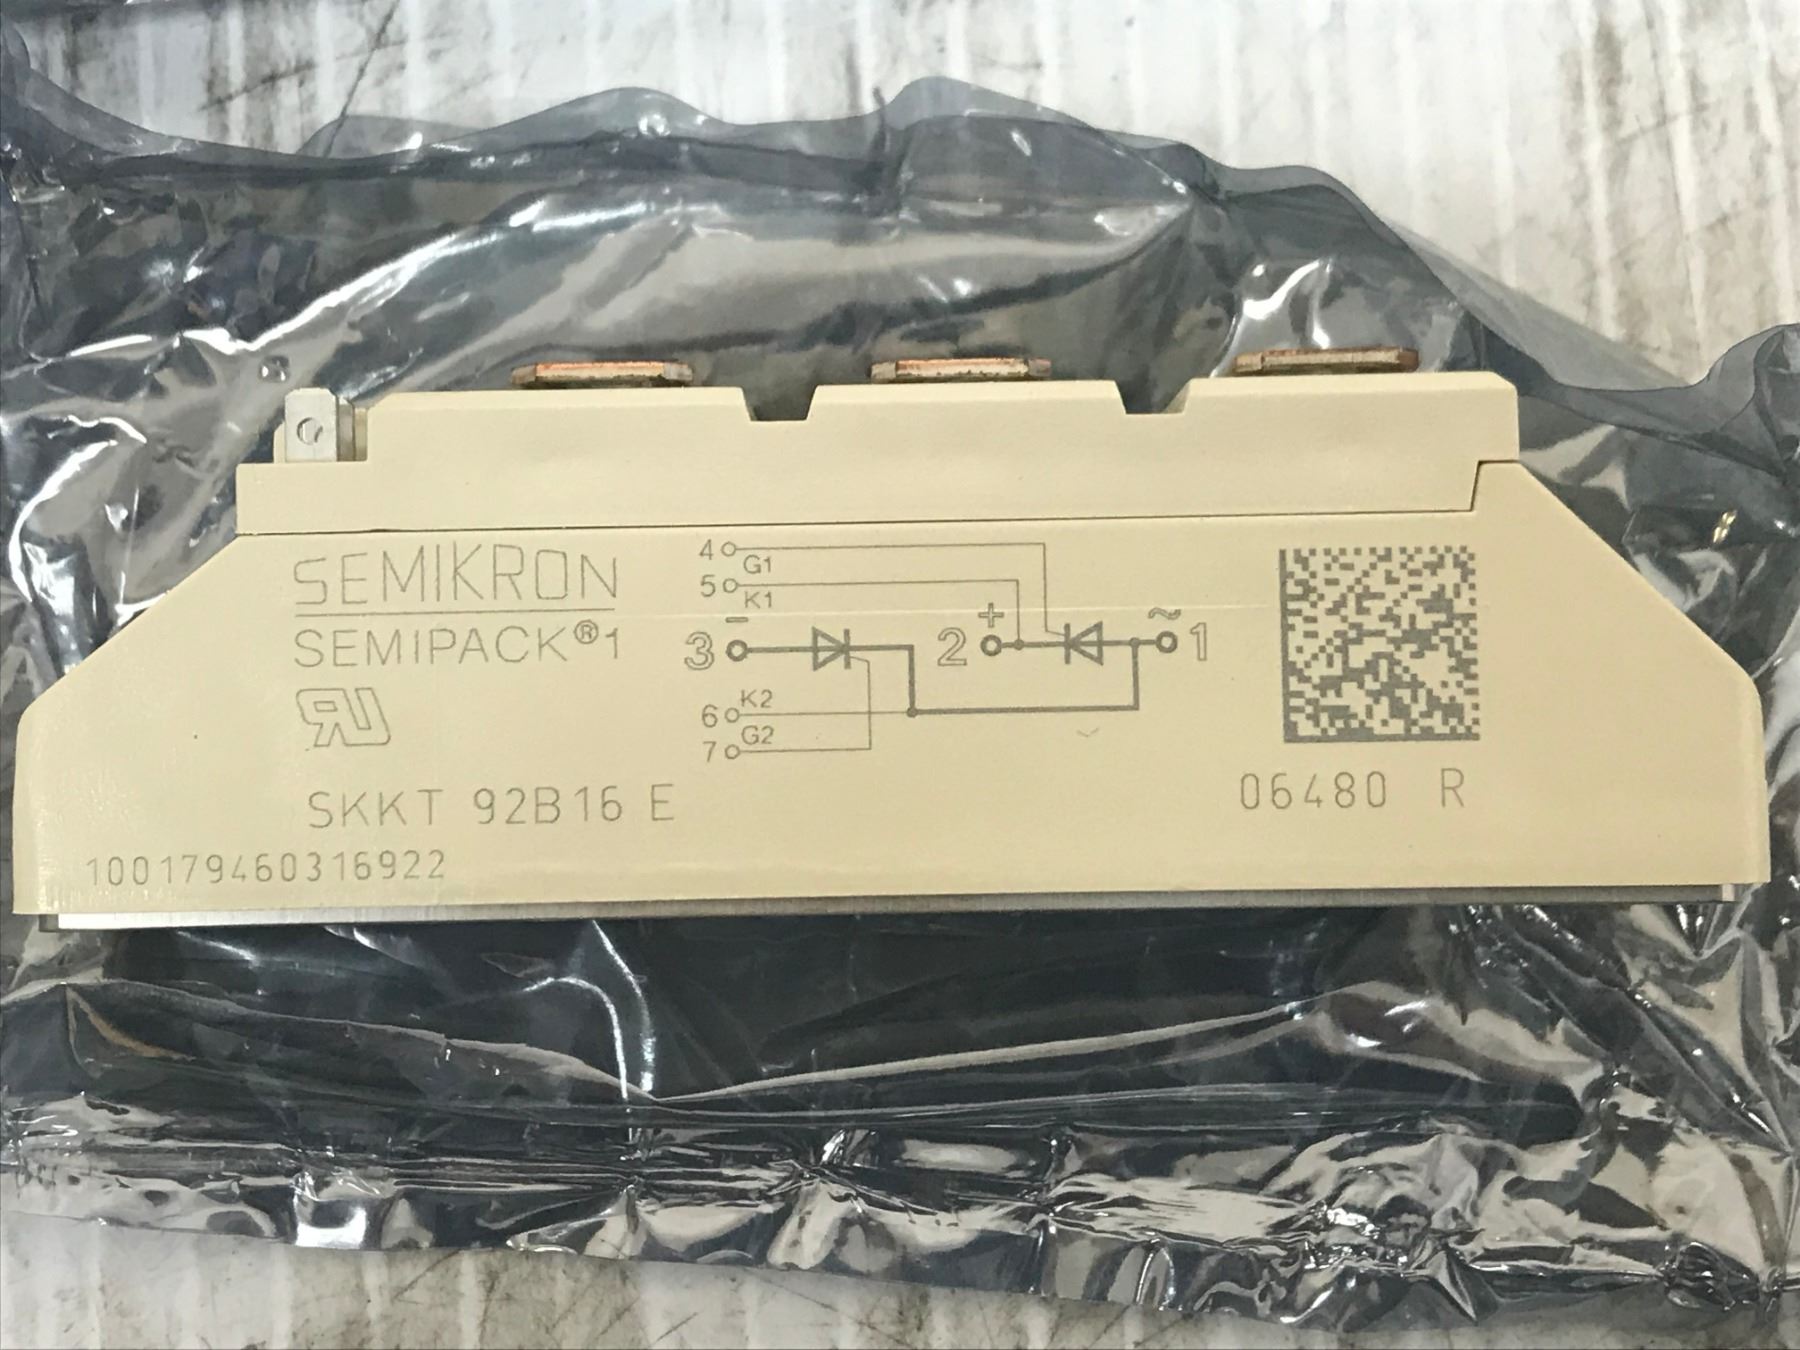 SEMIKRON
SEMIPACK®1
SKKT 92B16 E
100179460316922
4 G1
5 K1
3 -
2 +
~ 1
6 K2
7 G2
06480 R